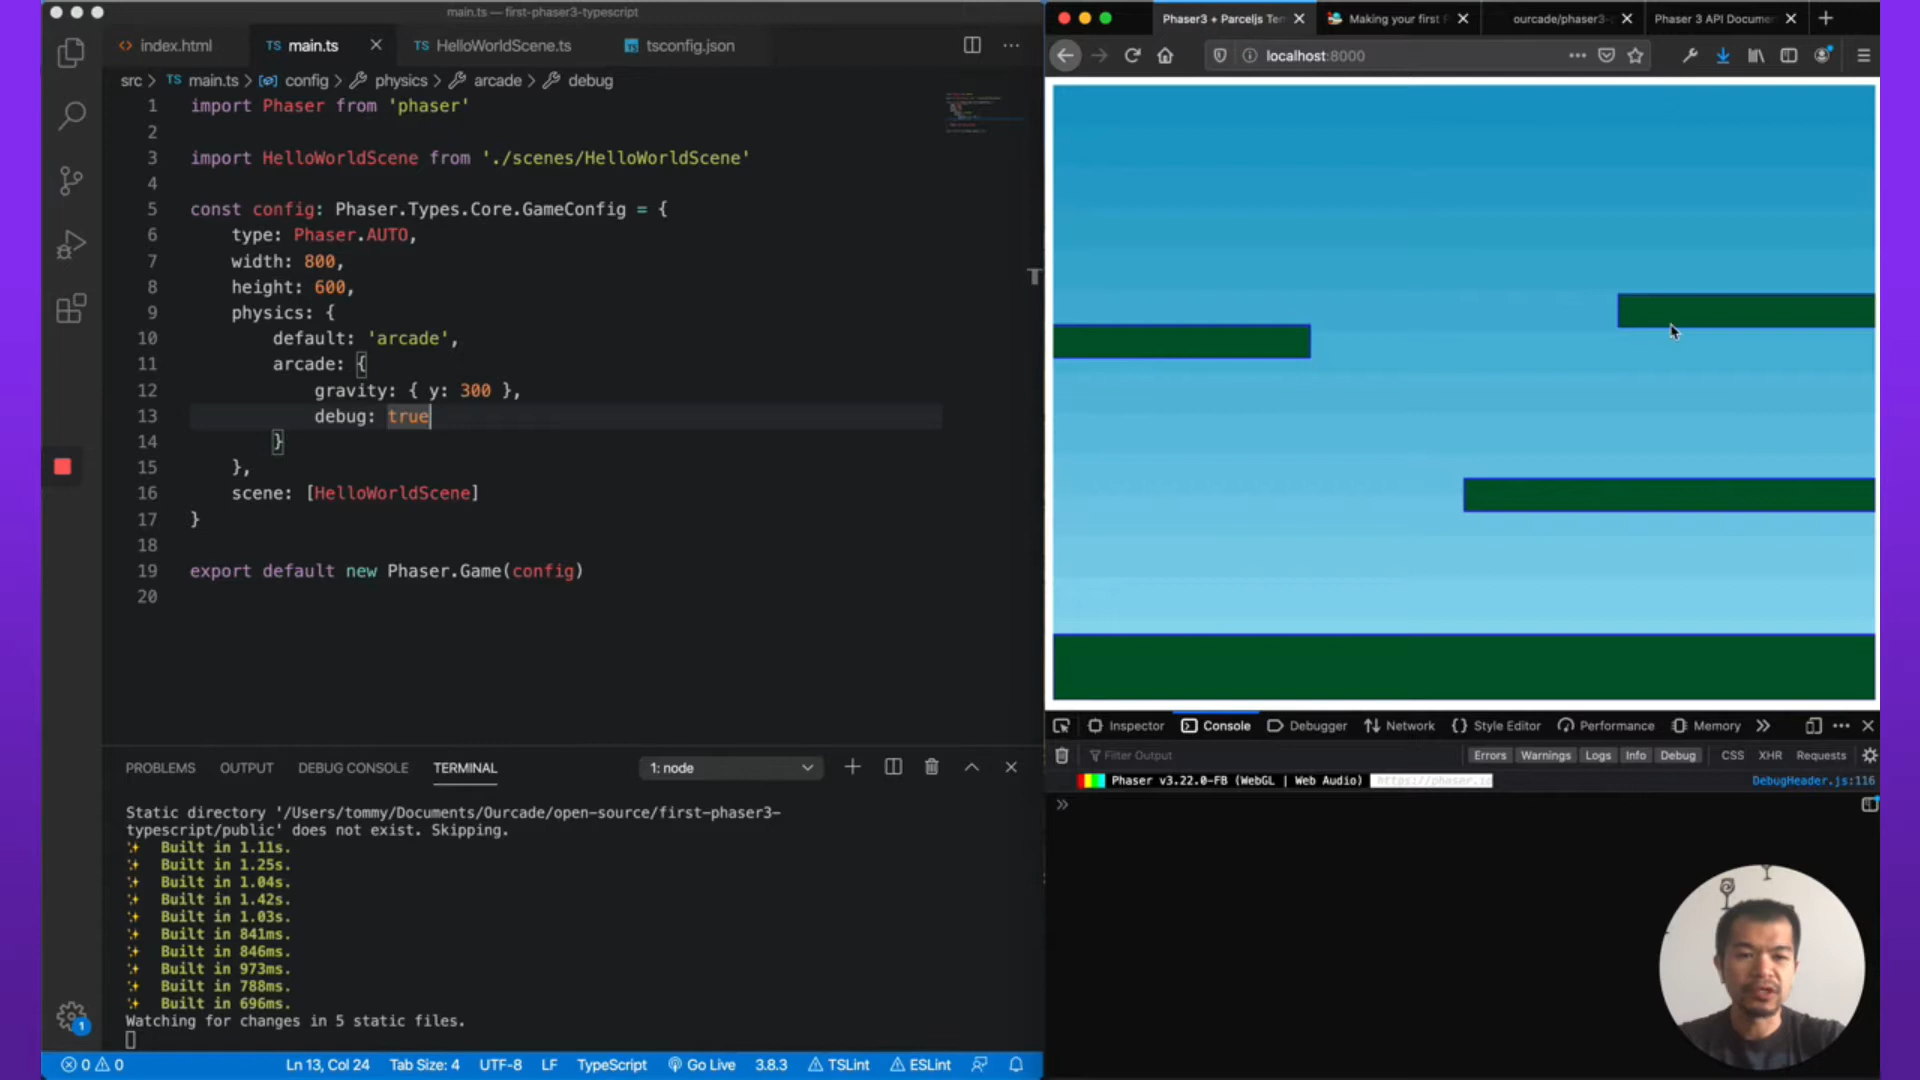 main.ts — first-phaser3-typescript
index.html
TS main.ts
TS HelloWorldScene.ts
tsconfig.json
src > TS main.ts > config > physics > arcade > debug
1 import Phaser from 'phaser'
2
3 import HelloWorldScene from './scenes/HelloWorldScene'
4
5 const config: Phaser.Types.Core.GameConfig = {
6 type: Phaser.AUTO,
7 width: 800,
8 height: 600,
9 physics: {
10 default: 'arcade',
11 arcade: {
12 gravity: { y: 300 },
13 debug: true
14 }
15 },
16 scene: [HelloWorldScene]
17 }
18
19 export default new Phaser.Game(config)
20
PROBLEMS OUTPUT DEBUG CONSOLE TERMINAL 1: node
Static directory '/Users/tommy/Documents/Ourcade/open-source/first-phaser3-
typescript/public' does not exist. Skipping.
Built in 1.11s.
Built in 1.25s.
Built in 1.04s.
Built in 1.42s.
Built in 1.03s.
Built in 841ms.
Built in 846ms.
Built in 973ms.
Built in 788ms.
Built in 696ms.
Watching for changes in 5 static files.
1
0 0 Ln 13, Col 24 Tab Size: 4 UTF-8 LF TypeScript Go Live 3.8.3 TSLint ESLint
Phaser3 + Parceljs Tem
Making your first P
ourcade/phaser3-
Phaser 3 API Documen
localhost:8000
T
Inspector Console Debugger Network Style Editor Performance Memory
Filter Output Errors Warnings Logs Info Debug CSS XHR Requests
Phaser v3.22.0-FB (WebGL | Web Audio) DebugHeader.js:116